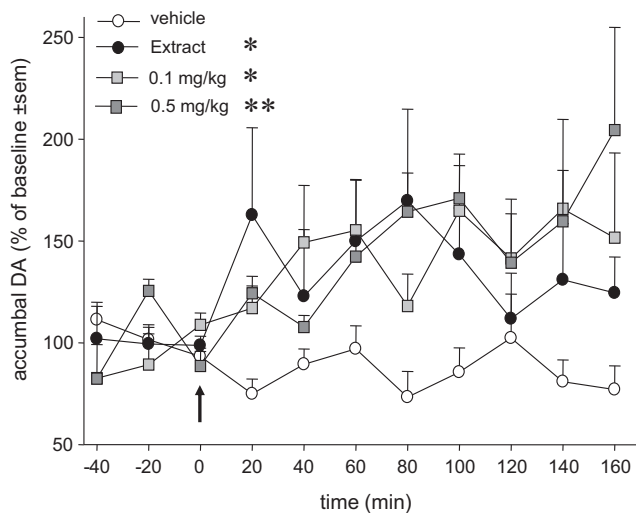 vehicle
Extract *
0.1 mg/kg *
0.5 mg/kg **
accumbal DA (% of baseline ±sem)
250
200
150
100
50
-40 -20 0 20 40 60 80 100 120 140 160
time (min)